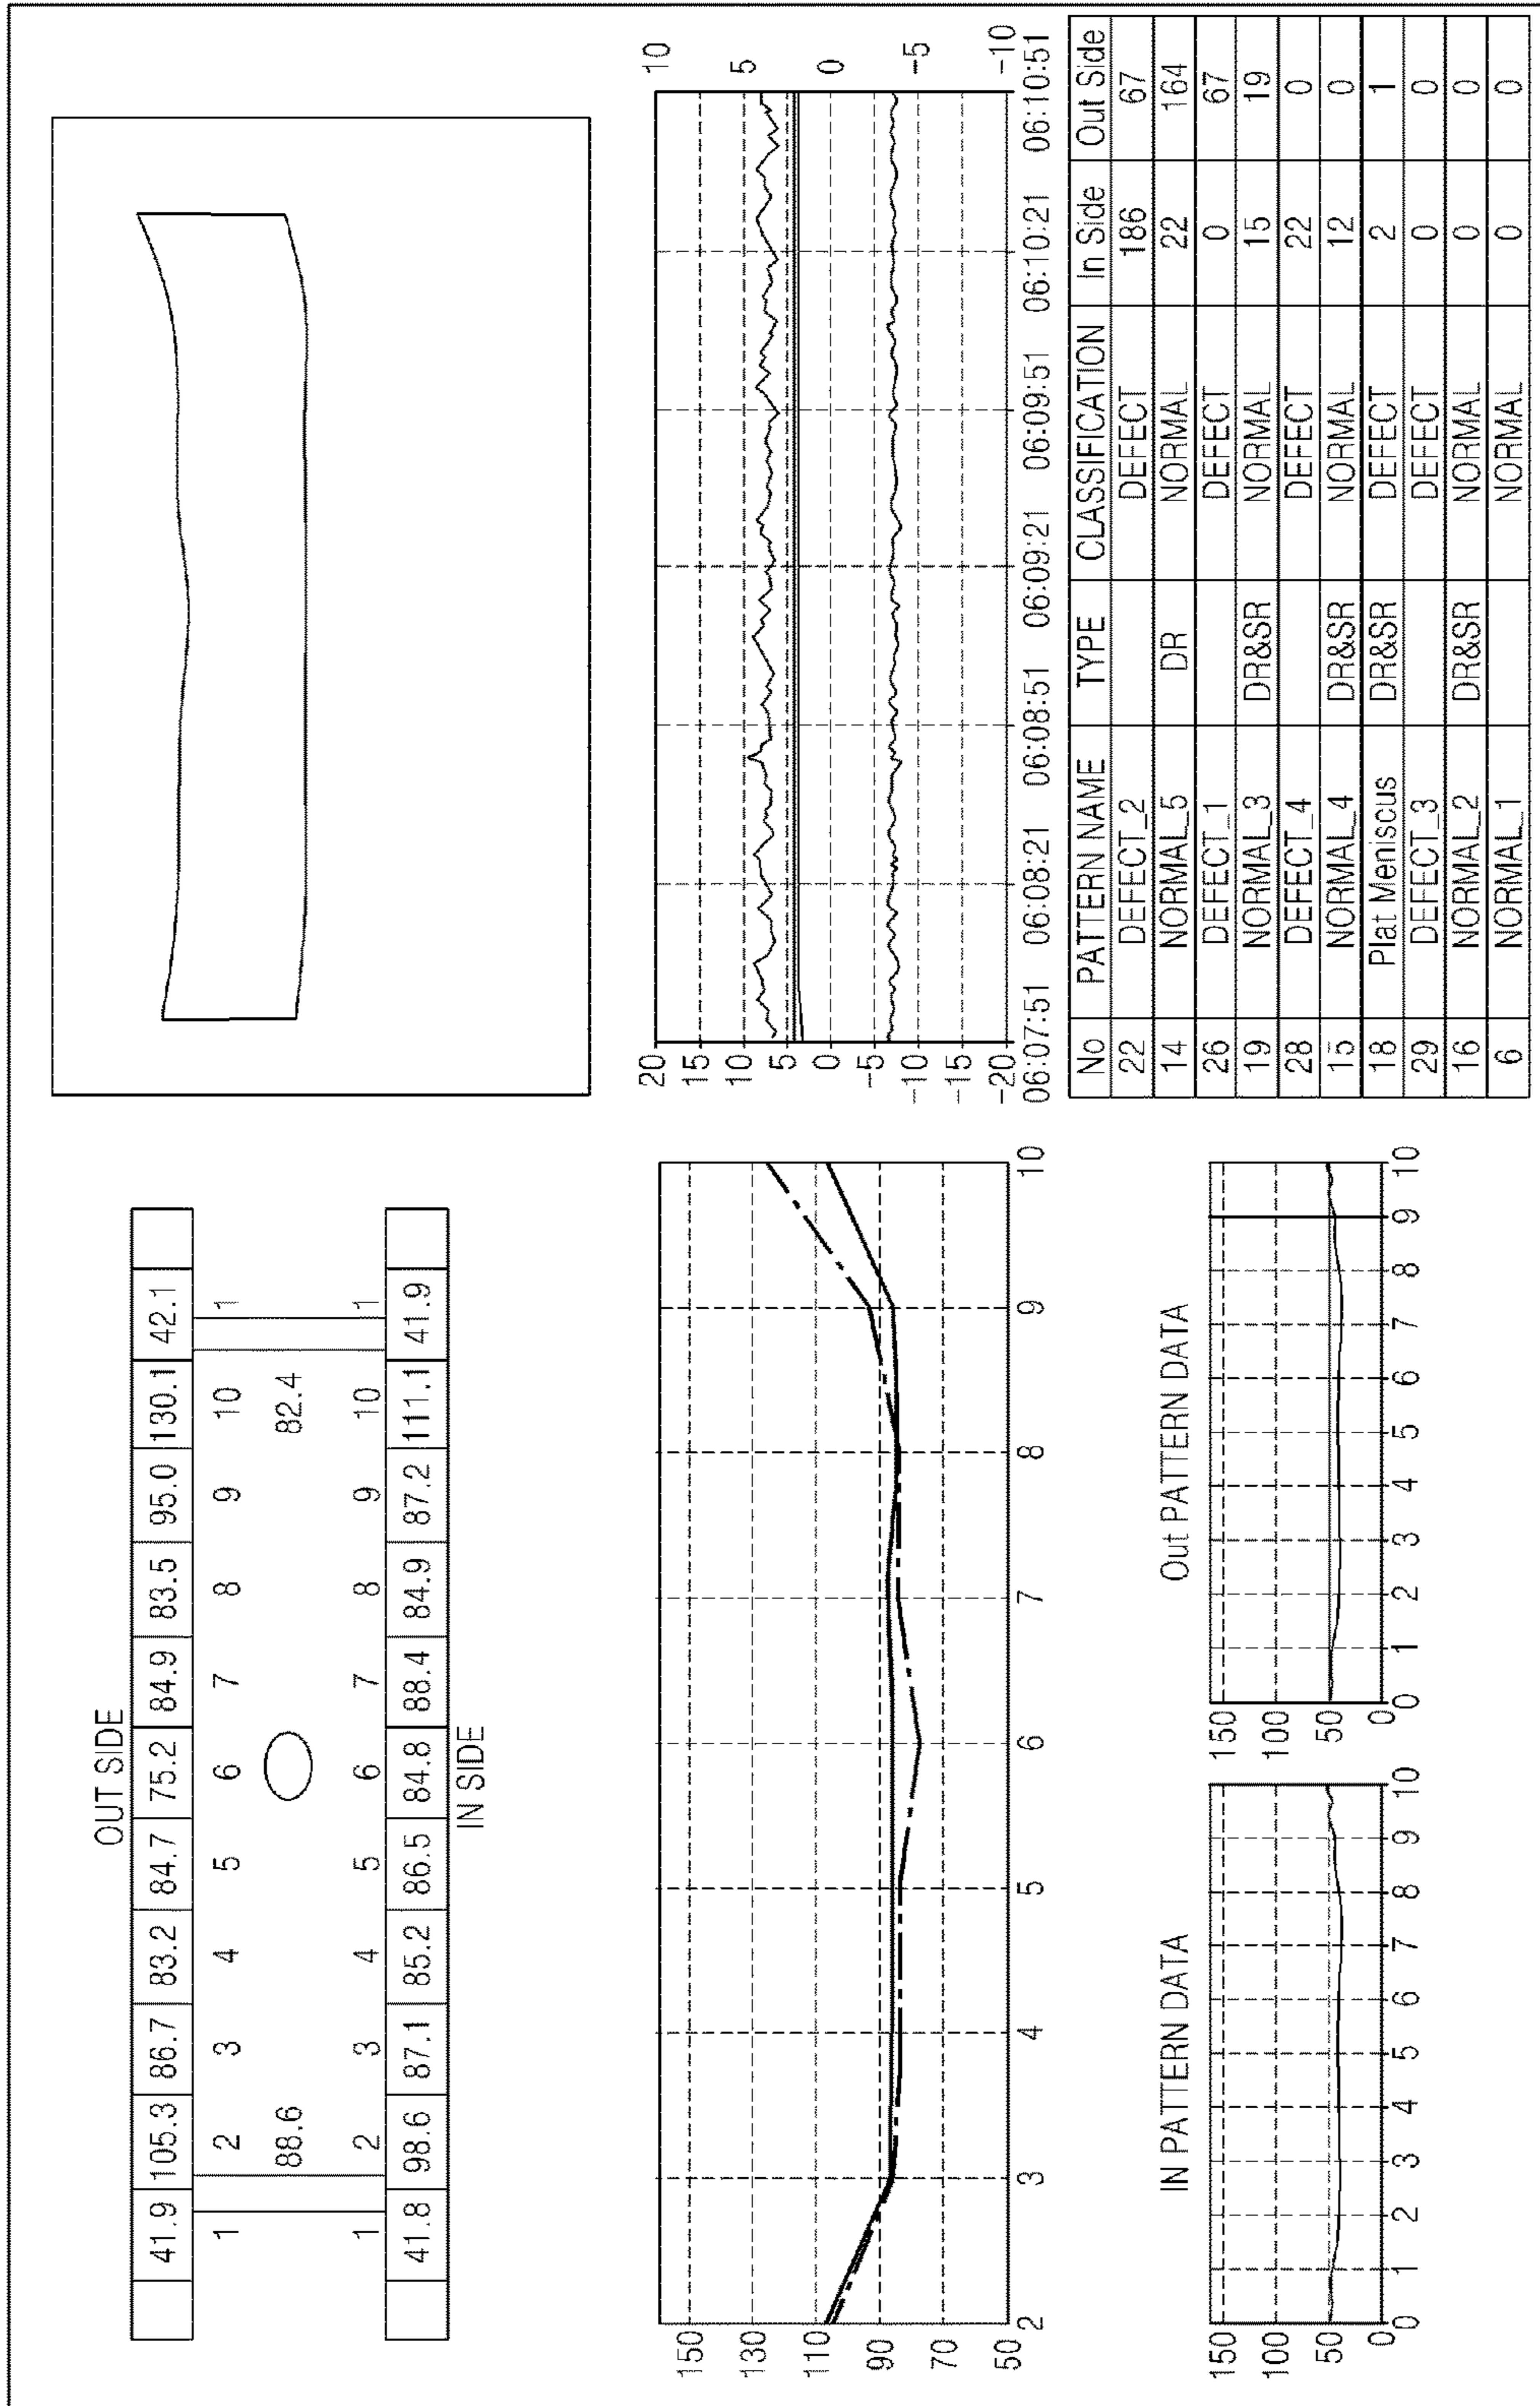 OUT SIDE
41.9 105.3 86.7 83.2 84.7 75.2 84.9 83.5 95.0 130.1 42.1
1 2 3 4 5 6 7 8 9 10 1
88.6 82.4
1 2 3 4 5 6 7 8 9 10 1
41.8 98.6 87.1 85.2 86.5 84.8 88.4 84.9 87.2 111.1 41.9
IN SIDE
150
130
110
90
70
50
2 3 4 5 6 7 8 9 10
20 10
15
10 5
5
0 0
-5
-10 -5
-15
-20 -10
06:07:51 06:08:21 06:08:51 06:09:21 06:09:51 06:10:21 06:10:51
IN PATTERN DATA
150
100
50
0
0 1 2 3 4 5 6 7 8 9 10
Out PATTERN DATA
150
100
50
0
0 1 2 3 4 5 6 7 8 9 10
No PATTERN NAME TYPE CLASSIFICATION In Side Out Side
22 DEFECT_2 DEFECT 186 67
14 NORMAL_5 DR NORMAL 22 164
26 DEFECT_1 DEFECT 0 67
19 NORMAL_3 DR&SR NORMAL 15 19
28 DEFECT_4 DEFECT 22 0
15 NORMAL_4 DR&SR NORMAL 12 0
18 Plat Meniscus DR&SR DEFECT 2 1
29 DEFECT_3 DEFECT 0 0
16 NORMAL_2 DR&SR NORMAL 0 0
6 NORMAL_1 NORMAL 0 0